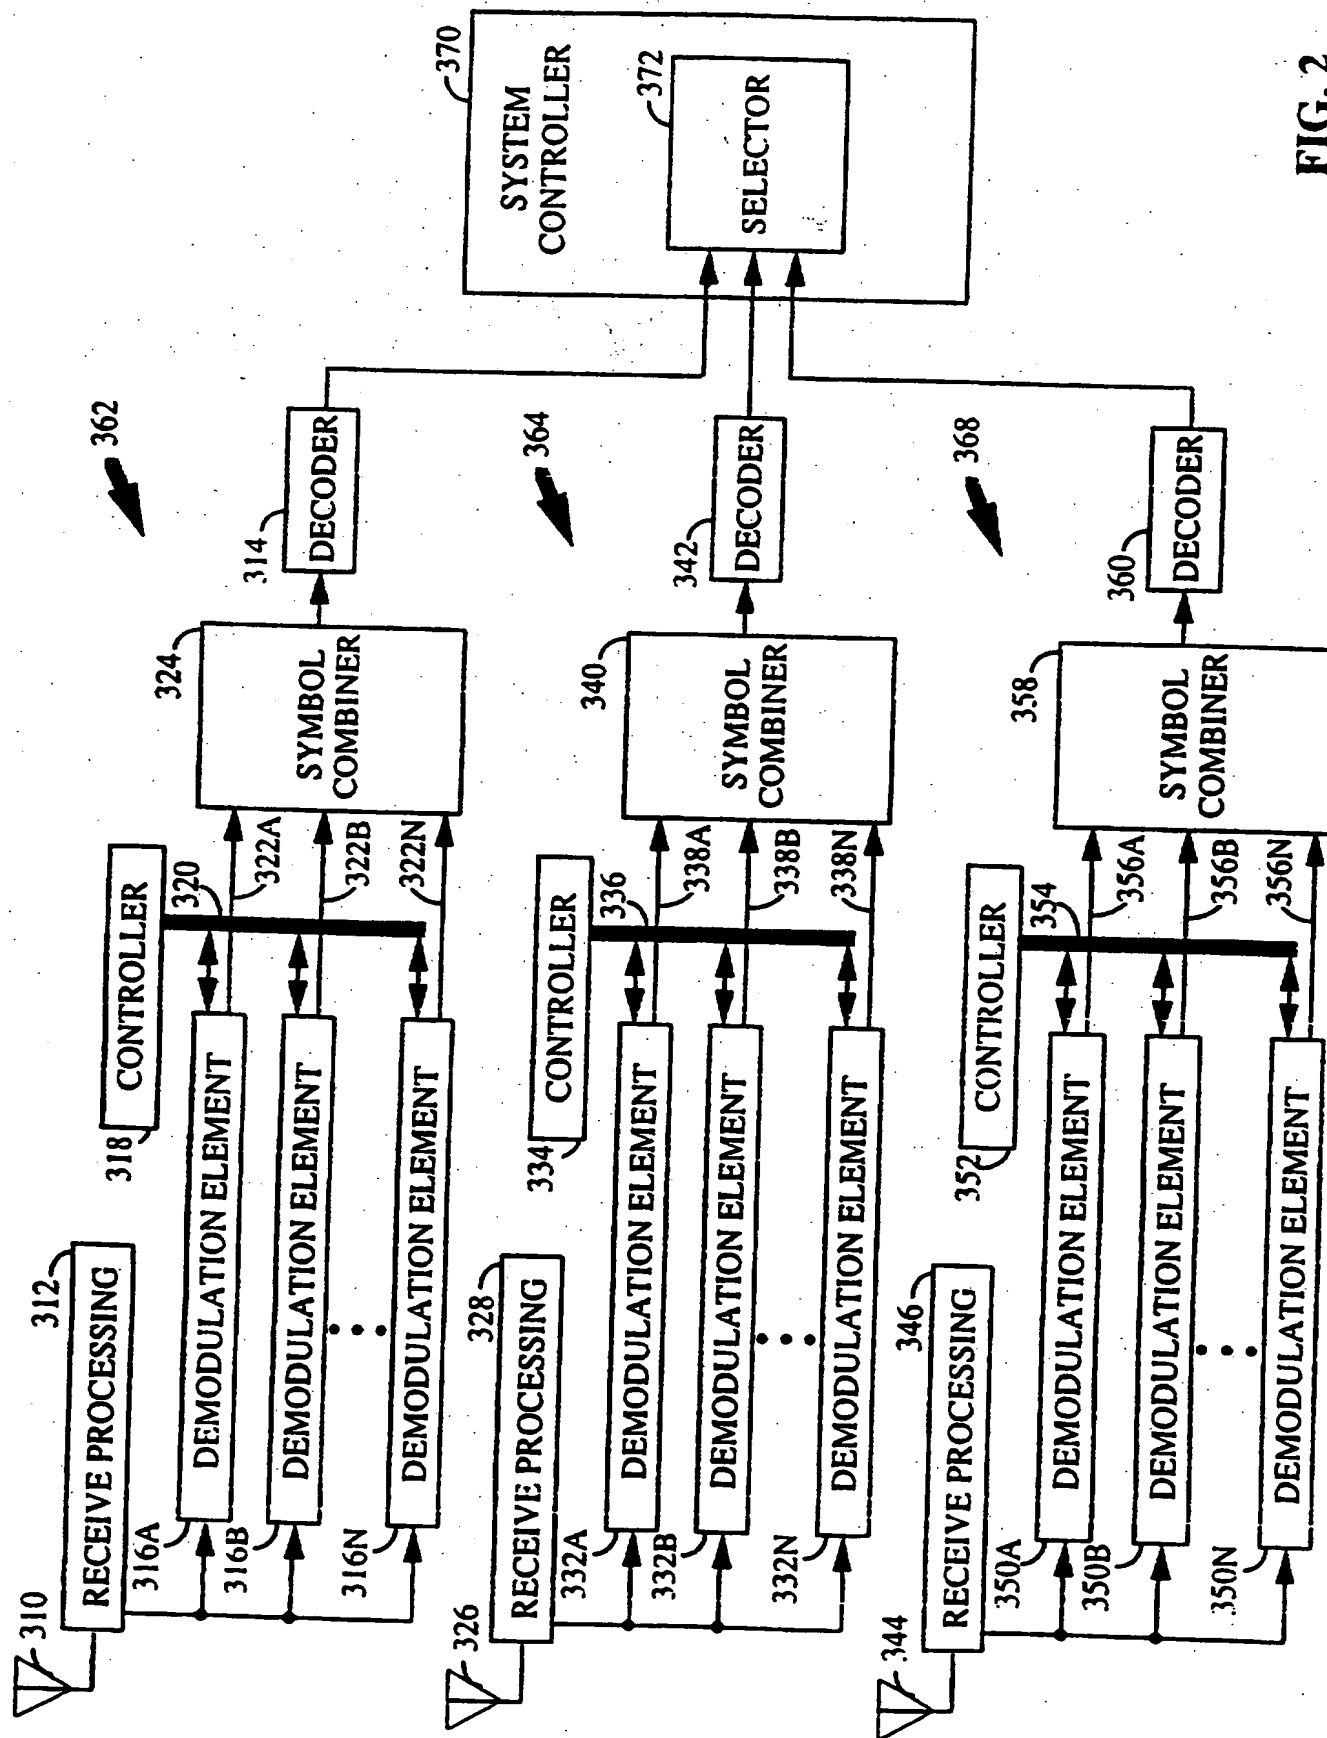 310
RECEIVE PROCESSING
312
316A
DEMODULATION ELEMENT
316B
DEMODULATION ELEMENT
316N
DEMODULATION ELEMENT
318
CONTROLLER
320
322A
322B
322N
324
SYMBOL
COMBINER
314
DECODER
362
326
RECEIVE PROCESSING
328
332A
DEMODULATION ELEMENT
332B
DEMODULATION ELEMENT
332N
DEMODULATION ELEMENT
334
CONTROLLER
336
338A
338B
338N
340
SYMBOL
COMBINER
342
DECODER
364
344
RECEIVE PROCESSING
346
350A
DEMODULATION ELEMENT
350B
DEMODULATION ELEMENT
350N
DEMODULATION ELEMENT
352
CONTROLLER
354
356A
356B
356N
358
SYMBOL
COMBINER
360
DECODER
368
370
SYSTEM
CONTROLLER
372
SELECTOR
FIG. 2